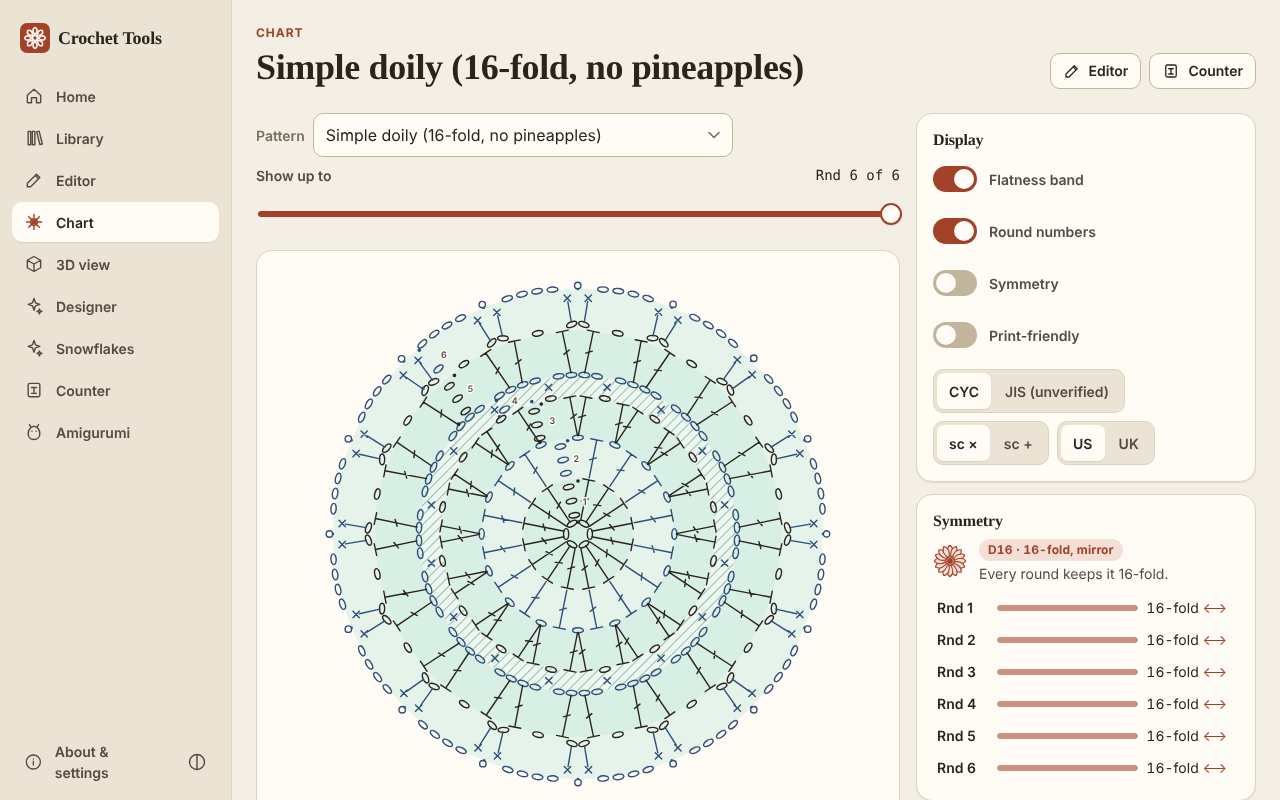 Crochet Tools
Home
Library
Editor
Chart
3D view
Designer
Snowflakes
Counter
Amigurumi
About &
settings
CHART
Simple doily (16-fold, no pineapples)
Editor
Counter
Pattern
Simple doily (16-fold, no pineapples)
Show up to
Rnd 6 of 6
6
5
4
3
2
1
Display
Flatness band
Round numbers
Symmetry
Print-friendly
CYC
JIS (unverified)
sc ×
sc +
US
UK
Symmetry
D16 · 16-fold, mirror
Every round keeps it 16-fold.
Rnd 1 16-fold ↔
Rnd 2 16-fold ↔
Rnd 3 16-fold ↔
Rnd 4 16-fold ↔
Rnd 5 16-fold ↔
Rnd 6 16-fold ↔